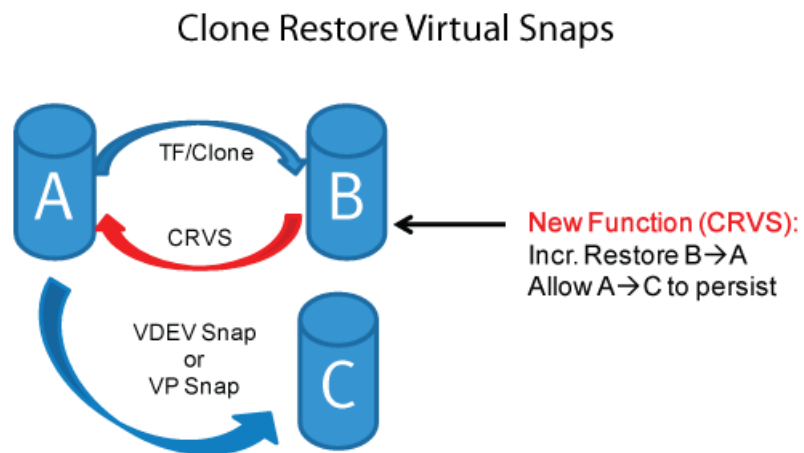 Clone Restore Virtual Snaps
A
TF/Clone
B
CRVS
New Function (CRVS):
Incr. Restore B→A
Allow A→C to persist
VDEV Snap
or
VP Snap
C